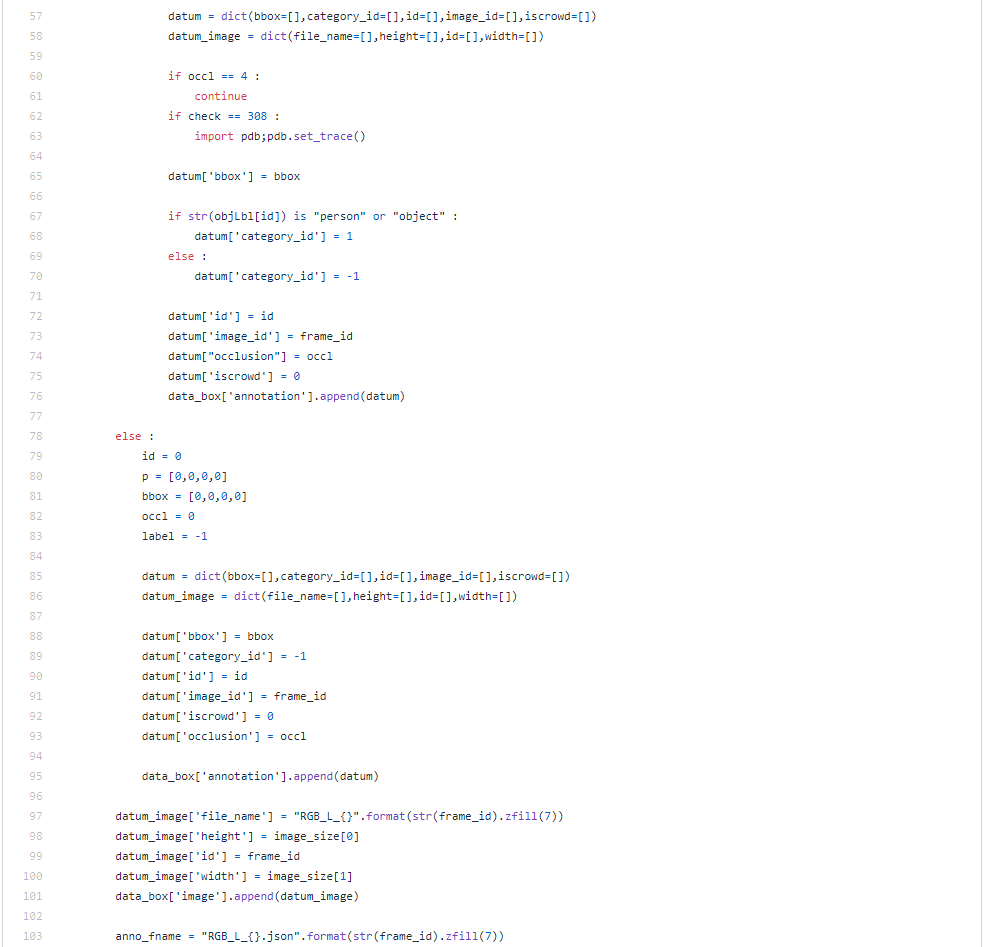 57 datum = dict(bbox=[],category_id=[],id=[],image_id=[],iscrowd=[])
58 datum_image = dict(file_name=[],height=[],id=[],width=[])
59
60 if occl == 4 :
61 continue
62 if check == 308 :
63 import pdb;pdb.set_trace()
64
65 datum['bbox'] = bbox
66
67 if str(objLbl[id]) is "person" or "object" :
68 datum['category_id'] = 1
69 else :
70 datum['category_id'] = -1
71
72 datum['id'] = id
73 datum['image_id'] = frame_id
74 datum["occlusion"] = occl
75 datum['iscrowd'] = 0
76 data_box['annotation'].append(datum)
77
78 else :
79 id = 0
80 p = [0,0,0,0]
81 bbox = [0,0,0,0]
82 occl = 0
83 label = -1
84
85 datum = dict(bbox=[],category_id=[],id=[],image_id=[],iscrowd=[])
86 datum_image = dict(file_name=[],height=[],id=[],width=[])
87
88 datum['bbox'] = bbox
89 datum['category_id'] = -1
90 datum['id'] = id
91 datum['image_id'] = frame_id
92 datum['iscrowd'] = 0
93 datum['occlusion'] = occl
94
95 data_box['annotation'].append(datum)
96
97 datum_image['file_name'] = "RGB_L_{}".format(str(frame_id).zfill(7))
98 datum_image['height'] = image_size[0]
99 datum_image['id'] = frame_id
100 datum_image['width'] = image_size[1]
101 data_box['image'].append(datum_image)
102
103 anno_fname = "RGB_L_{}.json".format(str(frame_id).zfill(7))